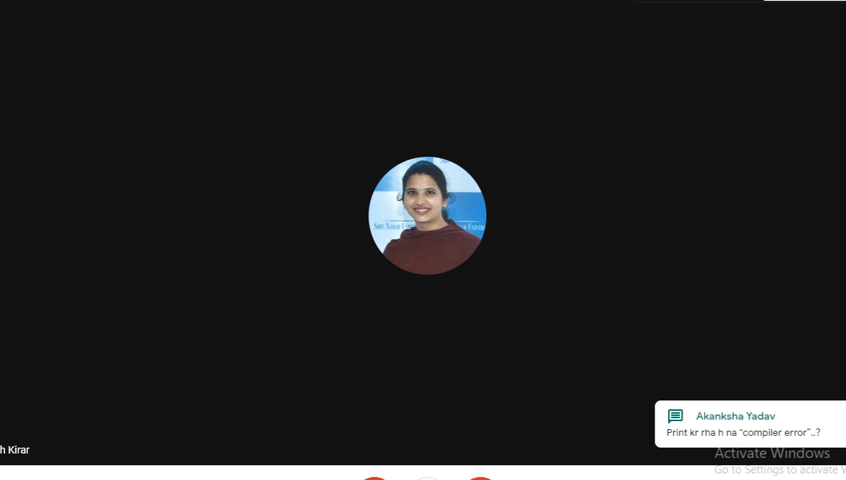 Akanksha Yadav
Print kr rha h na "compiler error"..?
h Kirar
Activate Windows
Go to Settings to activate W